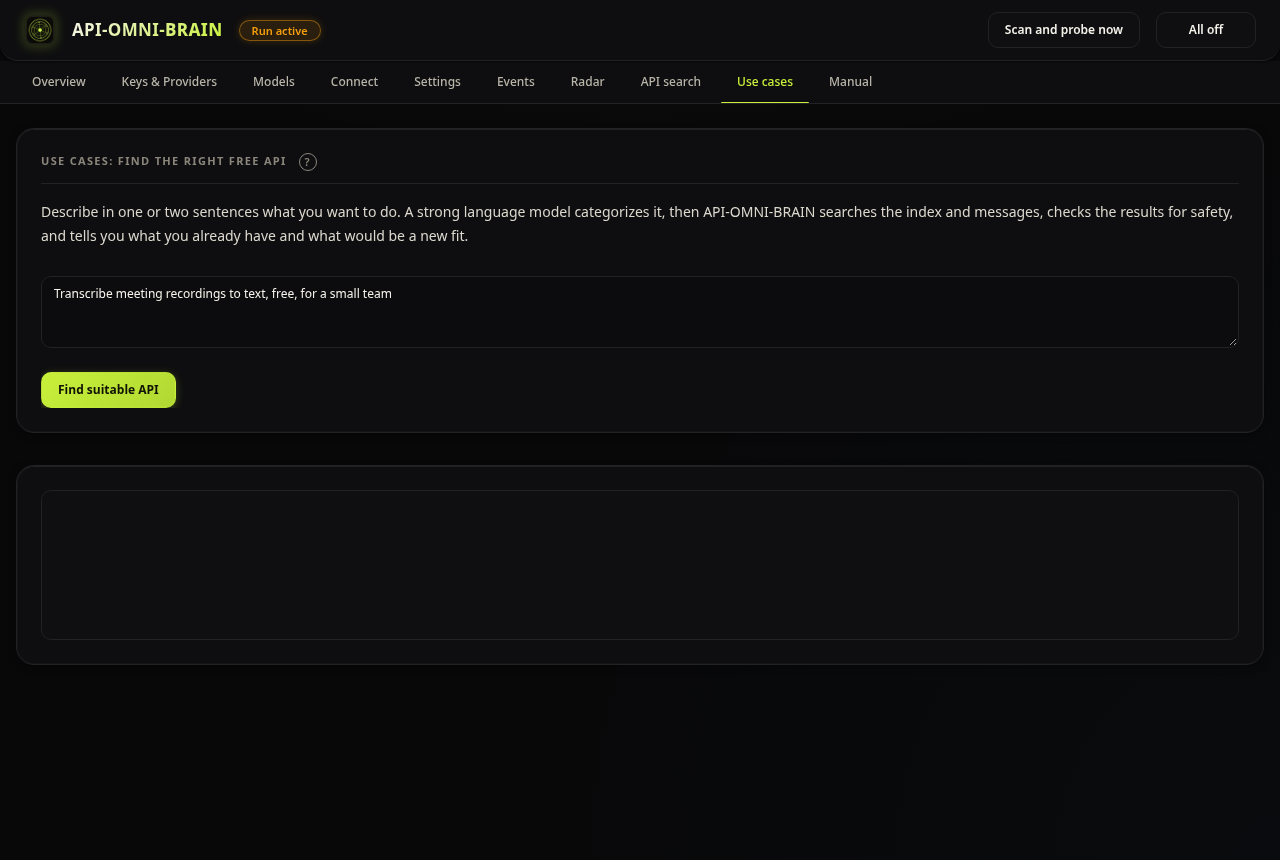 API-OMNI-BRAIN
Run active
Scan and probe now
All off
Overview
Keys & Providers
Models
Connect
Settings
Events
Radar
API search
Use cases
Manual
USE CASES: FIND THE RIGHT FREE API
?
Describe in one or two sentences what you want to do. A strong language model categorizes it, then API-OMNI-BRAIN searches the index and messages, checks the results for safety,
and tells you what you already have and what would be a new fit.
Transcribe meeting recordings to text, free, for a small team
Find suitable API